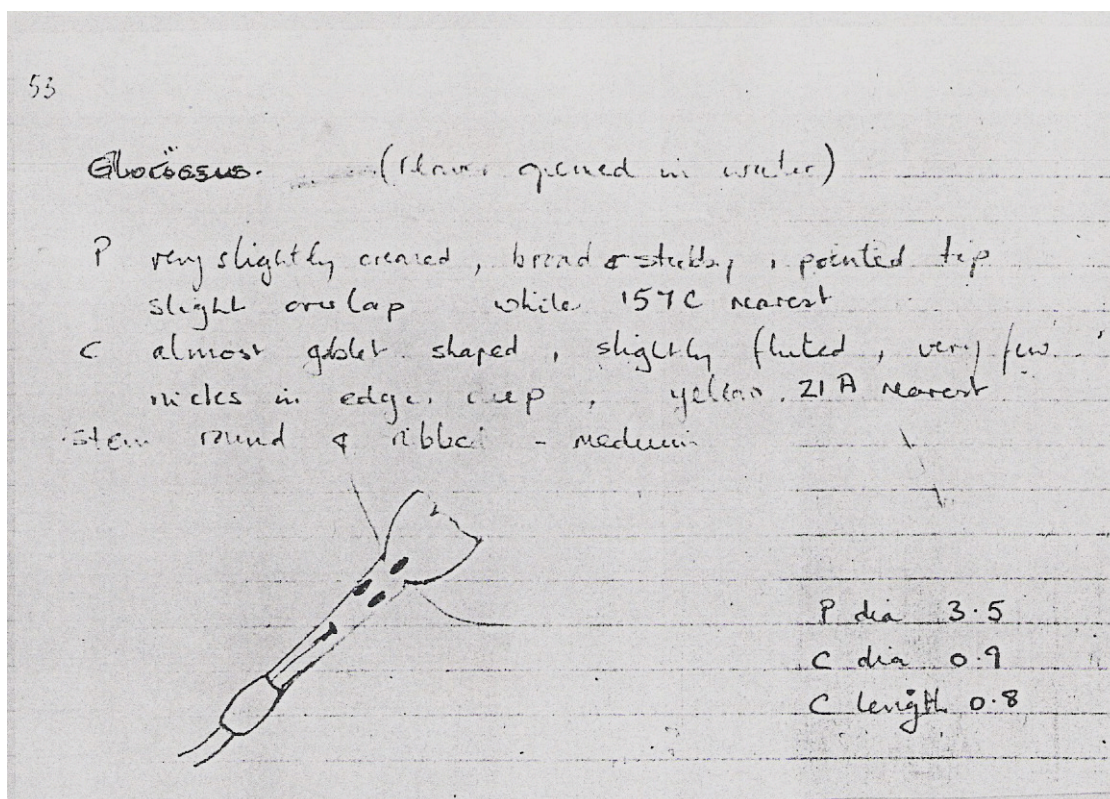 53
(flower opened in water)
P very slightly creased, broad & stubby, pointed tip
slight overlap white 157C nearest
C almost goblet shaped, slightly fluted, very few
nicks in edge, deep, yellow. 21A nearest
stem round & ribbed - medium
P dia 3.5
C dia 0.9
C length 0.8